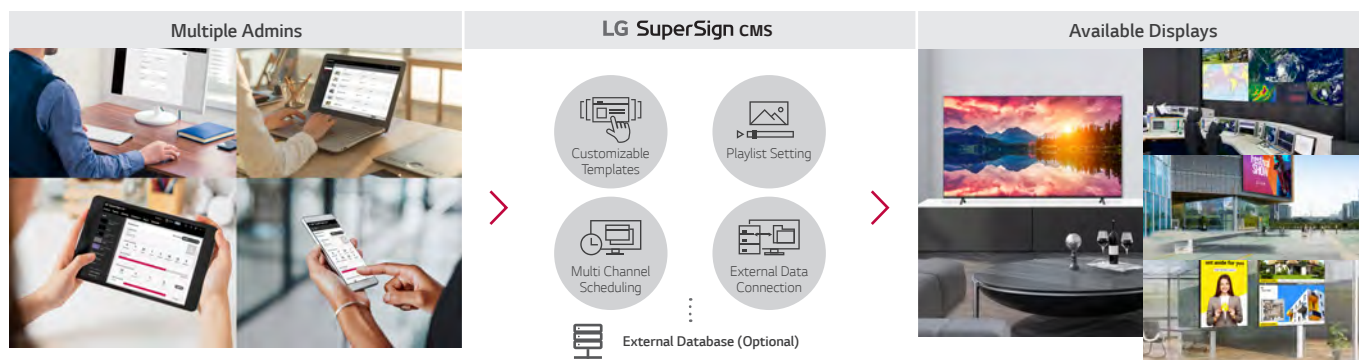 Multiple Admins
LG SuperSign CMS
Available Displays
Customizable
Templates
Playlist Setting
Multi Channel
Scheduling
External Data
Connection
External Database (Optional)